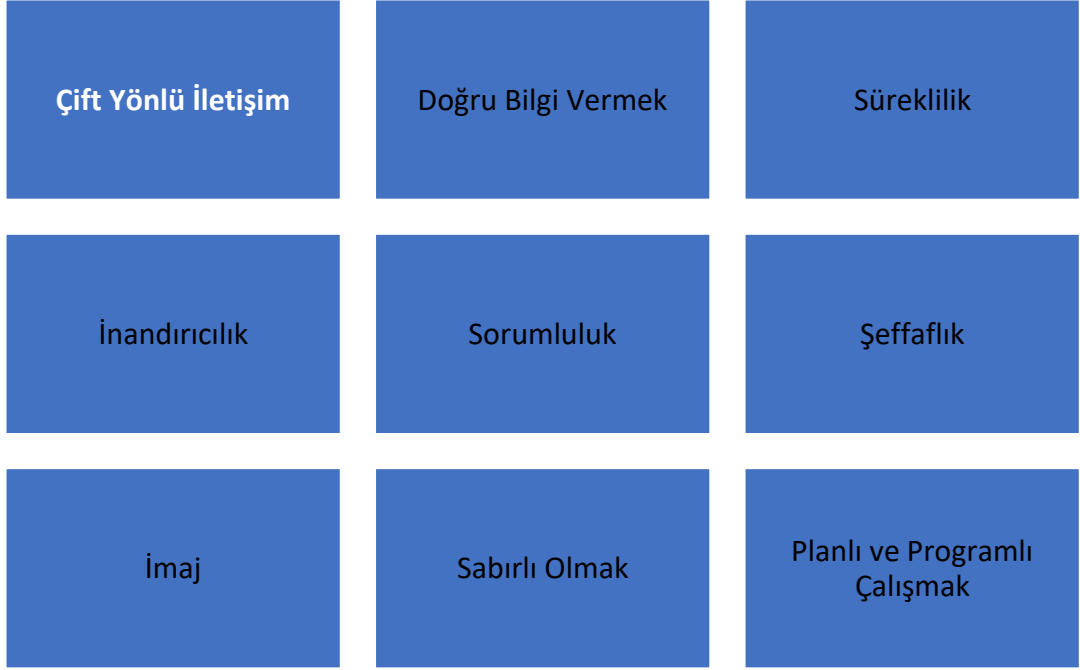 Çift Yönlü İletişim
Doğru Bilgi Vermek
Süreklilik
İnandırıcılık
Sorumluluk
Şeffaflık
İmaj
Sabırlı Olmak
Planlı ve Programlı
Çalışmak